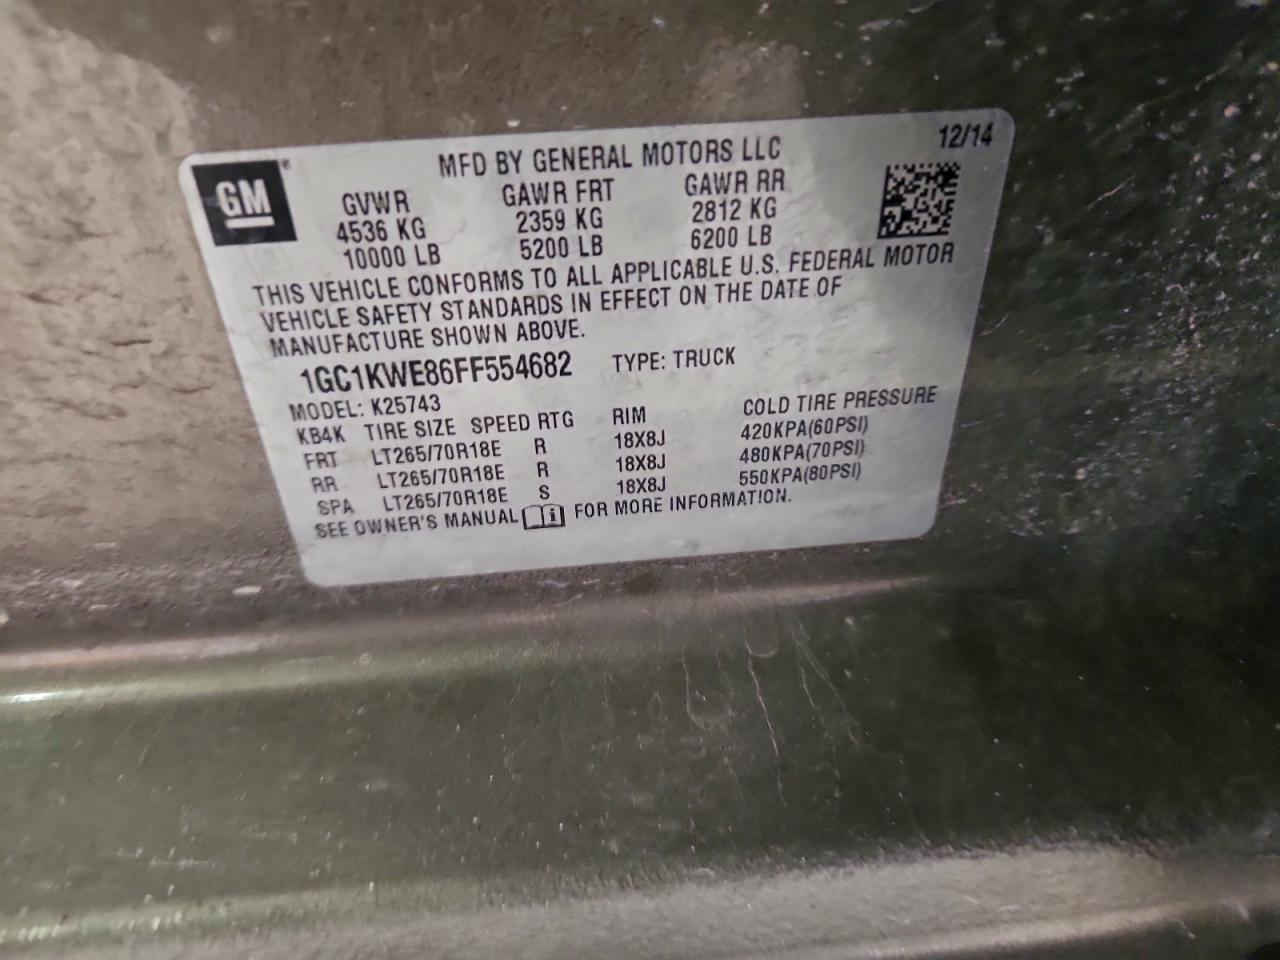 12/14
GM® MFD BY GENERAL MOTORS LLC
GVWR GAWR FRT GAWR RR
4536 KG 2359 KG 2812 KG
10000 LB 5200 LB 6200 LB
THIS VEHICLE CONFORMS TO ALL APPLICABLE U.S. FEDERAL MOTOR
VEHICLE SAFETY STANDARDS IN EFFECT ON THE DATE OF
MANUFACTURE SHOWN ABOVE.
1GC1KWE86FF554682 TYPE: TRUCK
MODEL: K25743
KB4K TIRE SIZE SPEED RTG RIM COLD TIRE PRESSURE
FRT LT265/70R18E R 18X8J 420KPA(60PSI)
RR LT265/70R18E R 18X8J 480KPA(70PSI)
SPA LT265/70R18E S 18X8J 550KPA(80PSI)
SEE OWNER'S MANUAL i FOR MORE INFORMATION.